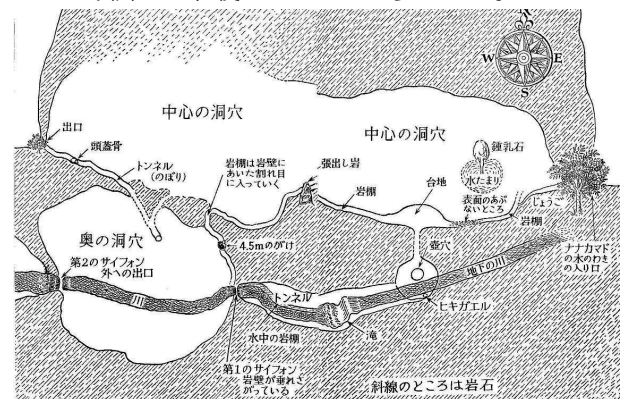 N
W
E
S
出口
頭蓋骨
トンネル
(のぼり)
中心の洞穴
岩棚は岩壁に
あいた割れ目
に入っていく
張出し岩
岩棚
中心の洞穴
台地
鍾乳石
水たまり
表面のあぶ
ないところ
じょうご
岩棚
ナナカマド
の木のわき
の入り口
奥の洞穴
4.5mのがけ
壺穴
第2のサイフォン
外への出口
川
トンネル
水中の岩棚
滝
地下の川
ヒキガエル
第1のサイフォン
岩壁が垂れさ
がっている
斜線のところは岩石